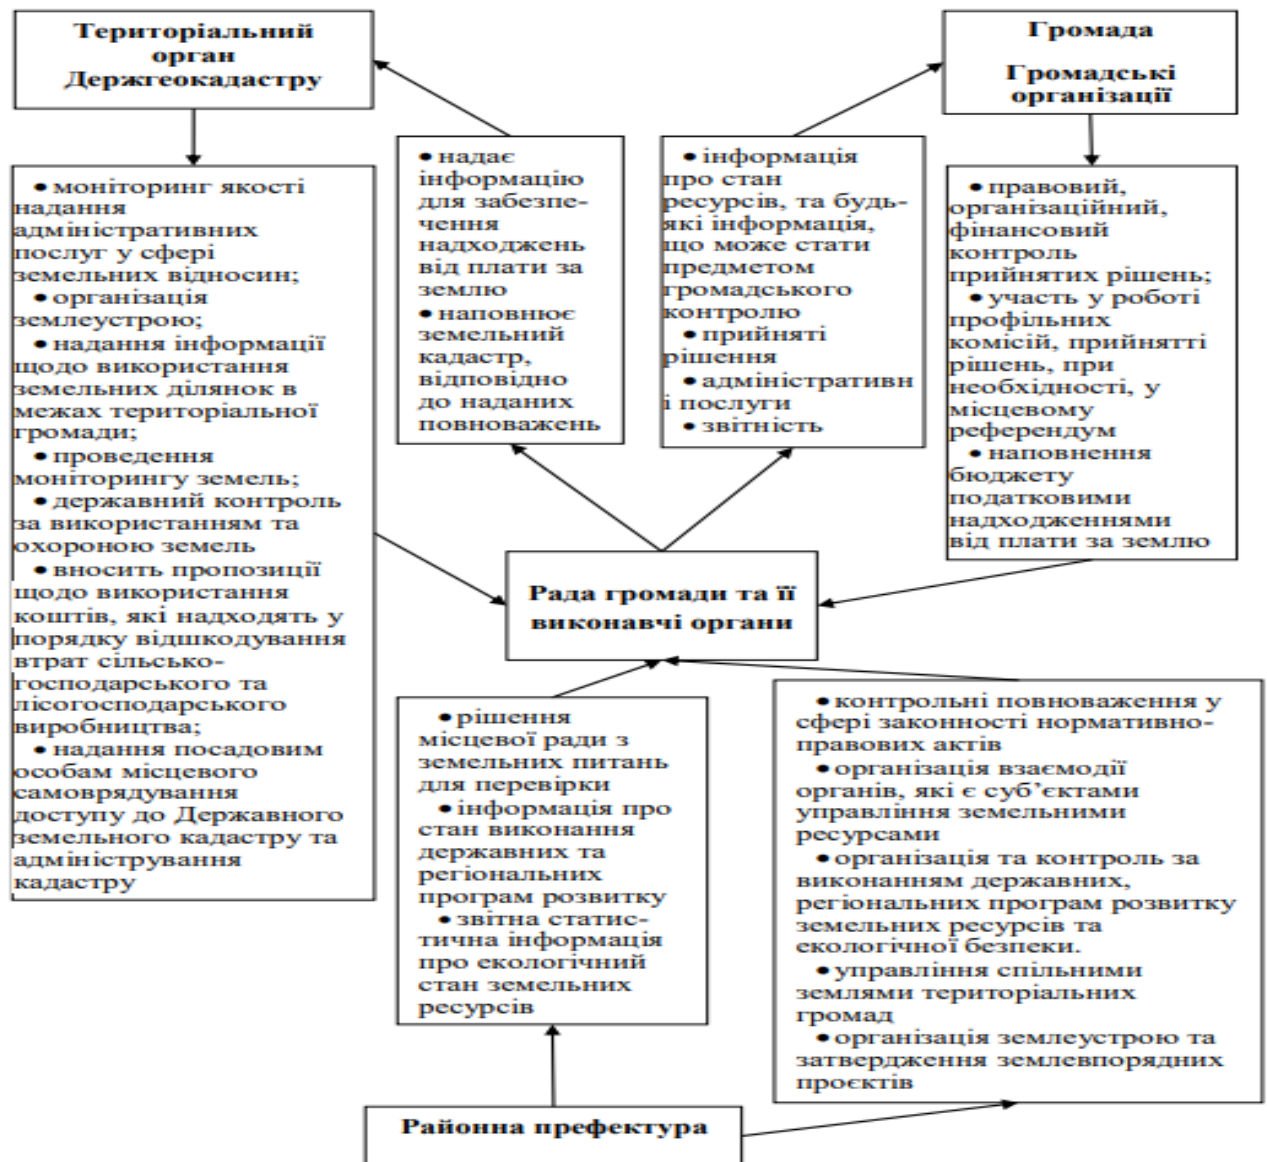 Територіальний
орган
Держгеокадастру
Громада
Громадські
організації
• моніторинг якості
надання
адміністративних
послуг у сфері
земельних відносин;
• організація
землеустрою;
• надання інформації
щодо використання
земельних ділянок в
межах територіальної
громади;
• проведення
моніторингу земель;
• державний контроль
за використанням та
охороною земель
• вносить пропозиції
щодо використання
коштів, які надходять у
порядку відшкодування
втрат сільсько-
господарського та
лісогосподарського
виробництва;
• надання посадовим
особам місцевого
самоврядування
доступу до Державного
земельного кадастру та
адміністрування
кадастру
• надає
інформацію
для забезпе-
чення
надходжень
від плати за
землю
• наповнює
земельний
кадастр,
відповідно
до наданих
повноважень
• інформація
про стан
ресурсів, та будь-
які інформація,
що може стати
предметом
громадського
контролю
• прийняті
рішення
• адміністративн
і послуги
• звітність
• правовий,
організаційний,
фінансовий
контроль
прийнятих рішень;
• участь у роботі
профільних
комісій, прийнятті
рішень, при
необхідності, у
місцевому
референдум
• наповнення
бюджету
податковими
надходженнями
від плати за землю
Рада громади та її
виконавчі органи
• рішення
місцевої ради з
земельних питань
для перевірки
• інформація про
стан виконання
державних та
регіональних
програм розвитку
• звітна статис-
тична інформація
про екологічний
стан земельних
ресурсів
• контрольні повноваження у
сфері законності нормативно-
правових актів
• організація взаємодії
органів, які є суб’єктами
управління земельними
ресурсами
• організація та контроль за
виконанням державних,
регіональних програм розвитку
земельних ресурсів та
екологічної безпеки.
• управління спільними
землями територіальних
громад
• організація землеустрою та
затвердження землевпорядних
проєктів
Районна префектура